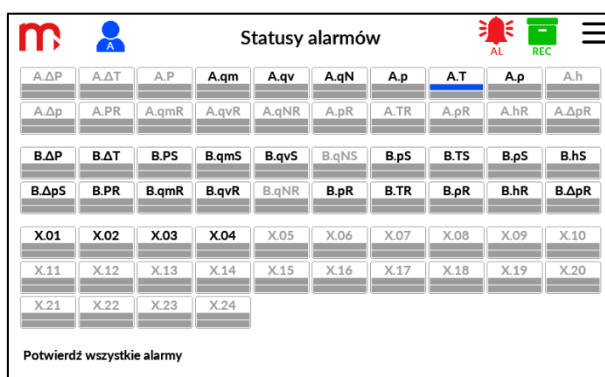 m A Statusy alarmów AL REC
A.ΔP A.ΔT A.P A.qm A.qv A.qN A.p A.T A.ρ A.h
A.Δp A.PR A.qmR A.qvR A.qNR A.pR A.TR A.ρR A.hR A.ΔpR
B.ΔP B.ΔT B.PS B.qmS B.qvS B.qNS B.pS B.TS B.ρS B.hS
B.ΔpS B.PR B.qmR B.qvR B.qNR B.pR B.TR B.ρR B.hR B.ΔpR
X.01 X.02 X.03 X.04 X.05 X.06 X.07 X.08 X.09 X.10
X.11 X.12 X.13 X.14 X.15 X.16 X.17 X.18 X.19 X.20
X.21 X.22 X.23 X.24
Potwierdź wszystkie alarmy